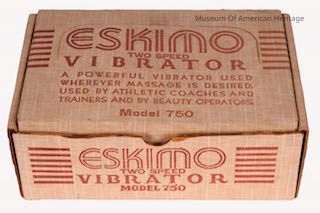 Museum Of American Heritage
ESKIMO
TWO SPEED
VIBRATOR
A POWERFUL VIBRATOR USED
WHEREVER MASSAGE IS DESIRED.
USED BY ATHLETIC COACHES AND
TRAINERS AND BY BEAUTY OPERATORS.
Model 750
ESKIMO
TWO SPEED
VIBRATOR
MODEL 750